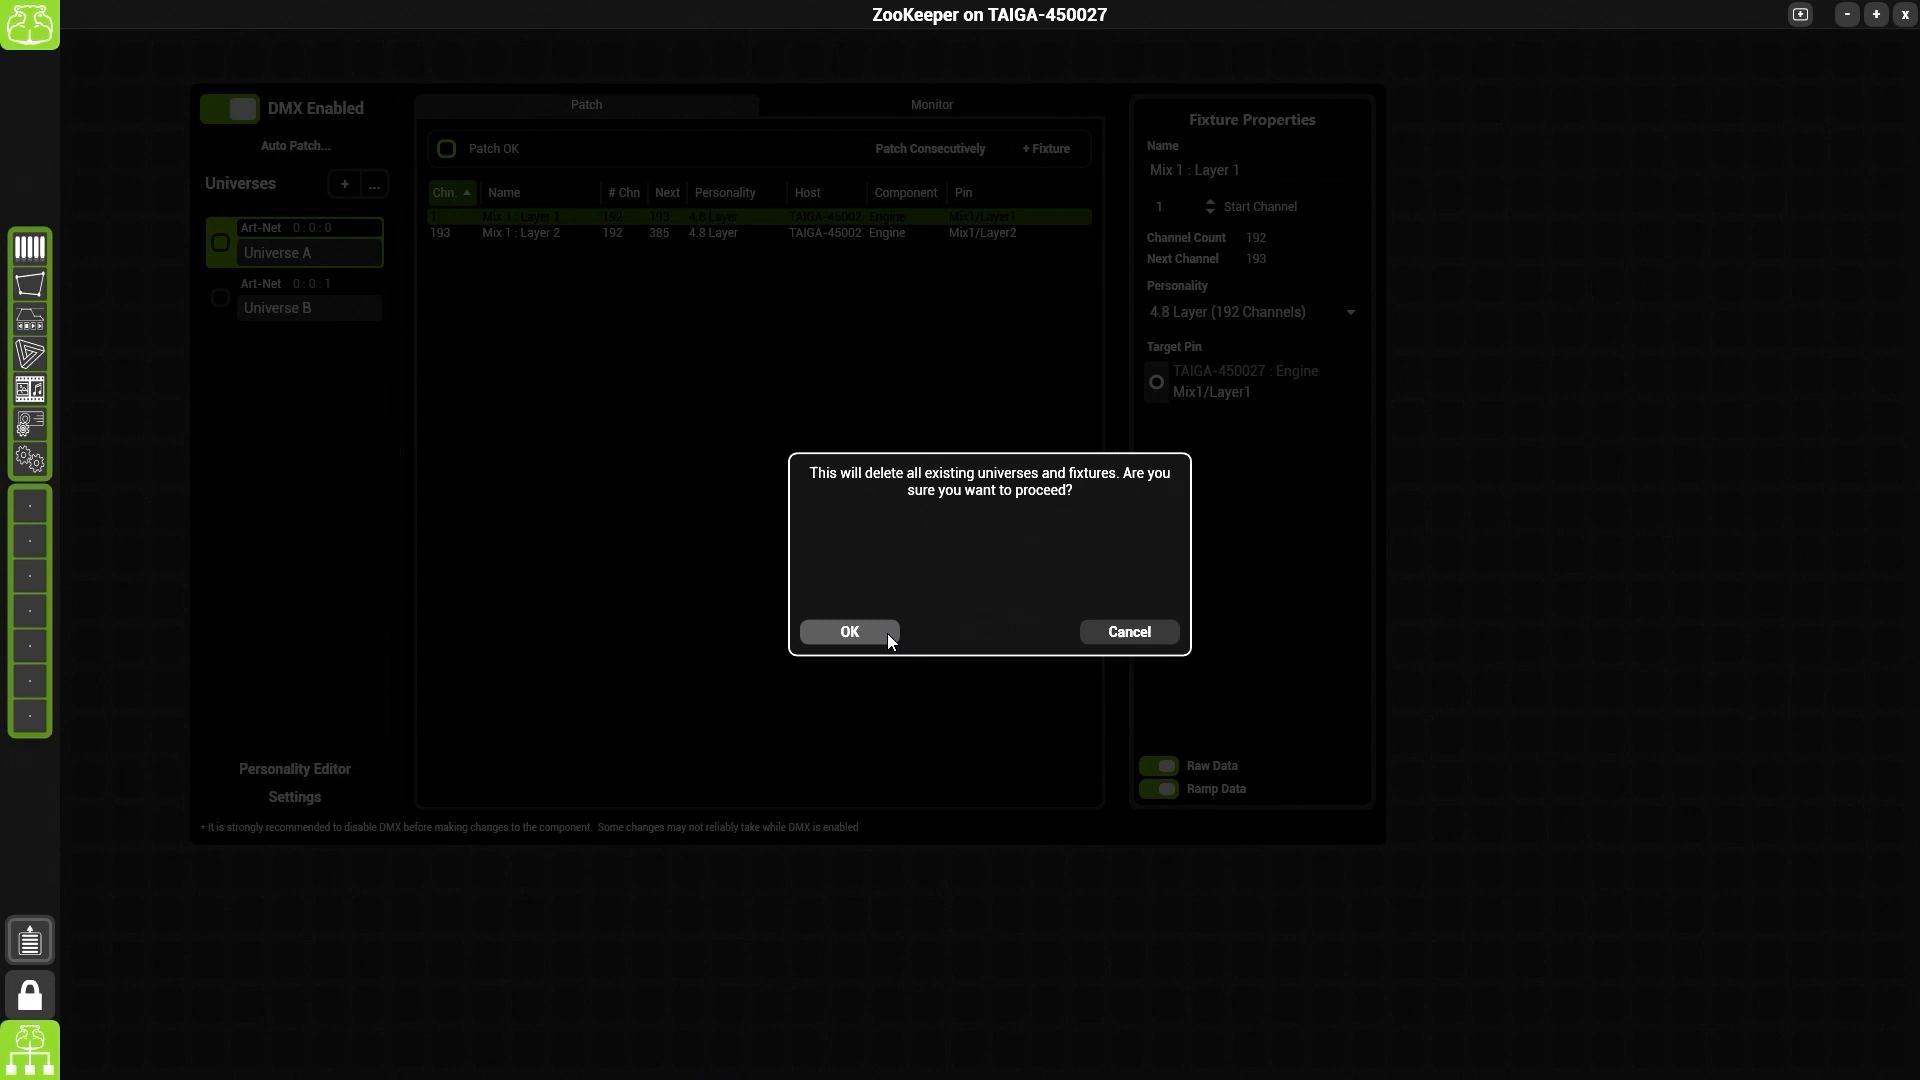 ZooKeeper on TAIGA-450027
- + x
DMX Enabled
Auto Patch...
Universes + ...
Art-Net 0 : 0 : 0
Universe A
Art-Net 0 : 0 : 1
Universe B
Personality Editor
Settings
* It is strongly recommended to disable DMX before making changes to the component. Some changes may not reliably take while DMX is enabled
Patch Monitor
Patch OK Patch Consecutively + Fixture
Chn. Name # Chn Next Personality Host Component Pin
1 Mix 1 : Layer 1 192 193 4.8 Layer TAIGA-45002 Engine Mix1/Layer1
193 Mix 1 : Layer 2 192 385 4.8 Layer TAIGA-45002 Engine Mix1/Layer2
This will delete all existing universes and fixtures. Are you
sure you want to proceed?
OK Cancel
Fixture Properties
Name
Mix 1 : Layer 1
1 Start Channel
Channel Count 192
Next Channel 193
Personality
4.8 Layer (192 Channels)
Target Pin
TAIGA-450027 : Engine
Mix1/Layer1
Raw Data
Ramp Data